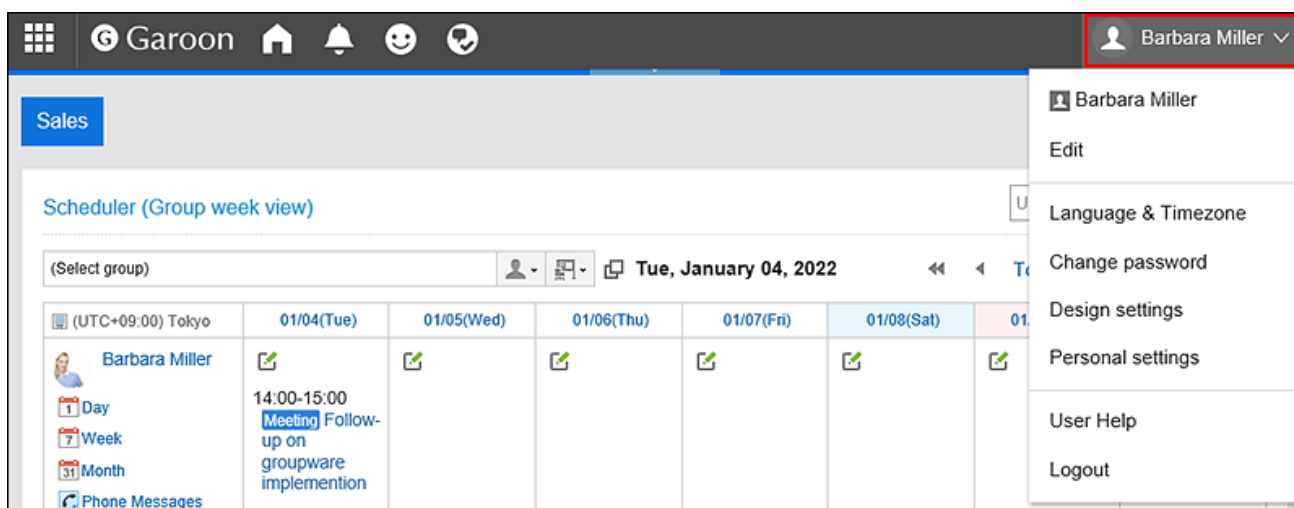 Garoon
Barbara Miller
Barbara Miller
Edit
Language & Timezone
Change password
Design settings
Personal settings
User Help
Logout
Sales
Scheduler (Group week view)
U
(Select group)
Tue, January 04, 2022
(UTC+09:00) Tokyo
01/04(Tue)
01/05(Wed)
01/06(Thu)
01/07(Fri)
01/08(Sat)
Barbara Miller
1 Day
7 Week
31 Month
Phone Messages
14:00-15:00
Meeting Follow-
up on
groupware
implemention